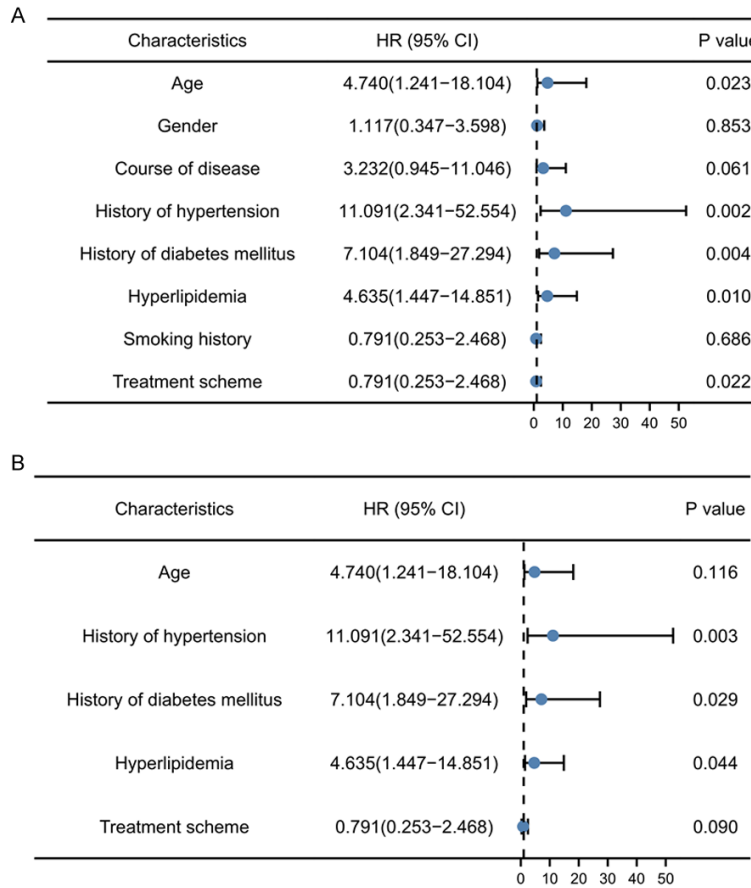 A
Characteristics HR (95% CI) P value
Age 4.740(1.241−18.104) 0.023
Gender 1.117(0.347−3.598) 0.853
Course of disease 3.232(0.945−11.046) 0.061
History of hypertension 11.091(2.341−52.554) 0.002
History of diabetes mellitus 7.104(1.849−27.294) 0.004
Hyperlipidemia 4.635(1.447−14.851) 0.010
Smoking history 0.791(0.253−2.468) 0.686
Treatment scheme 0.791(0.253−2.468) 0.022
0 10 20 30 40 50
B
Characteristics HR (95% CI) P value
Age 4.740(1.241−18.104) 0.116
History of hypertension 11.091(2.341−52.554) 0.003
History of diabetes mellitus 7.104(1.849−27.294) 0.029
Hyperlipidemia 4.635(1.447−14.851) 0.044
Treatment scheme 0.791(0.253−2.468) 0.090
0 10 20 30 40 50